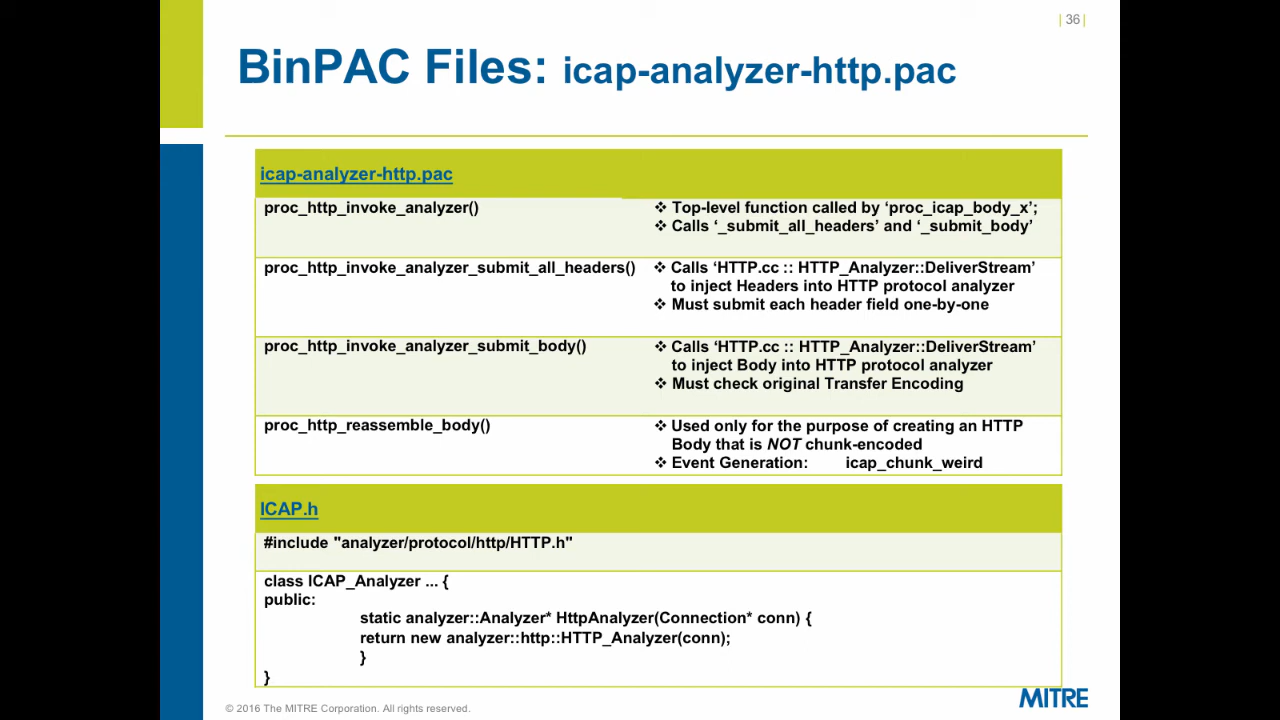 | 36 |
BinPAC Files: icap-analyzer-http.pac
icap-analyzer-http.pac
proc_http_invoke_analyzer()
❖ Top-level function called by ‘proc_icap_body_x’;
❖ Calls ‘_submit_all_headers’ and ‘_submit_body’
proc_http_invoke_analyzer_submit_all_headers()
❖ Calls ‘HTTP.cc :: HTTP_Analyzer::DeliverStream’
to inject Headers into HTTP protocol analyzer
❖ Must submit each header field one-by-one
proc_http_invoke_analyzer_submit_body()
❖ Calls ‘HTTP.cc :: HTTP_Analyzer::DeliverStream’
to inject Body into HTTP protocol analyzer
❖ Must check original Transfer Encoding
proc_http_reassemble_body()
❖ Used only for the purpose of creating an HTTP
Body that is NOT chunk-encoded
❖ Event Generation: icap_chunk_weird
ICAP.h
#include "analyzer/protocol/http/HTTP.h"
class ICAP_Analyzer ... {
public:
static analyzer::Analyzer* HttpAnalyzer(Connection* conn) {
return new analyzer::http::HTTP_Analyzer(conn);
}
}
© 2016 The MITRE Corporation. All rights reserved.
MITRE